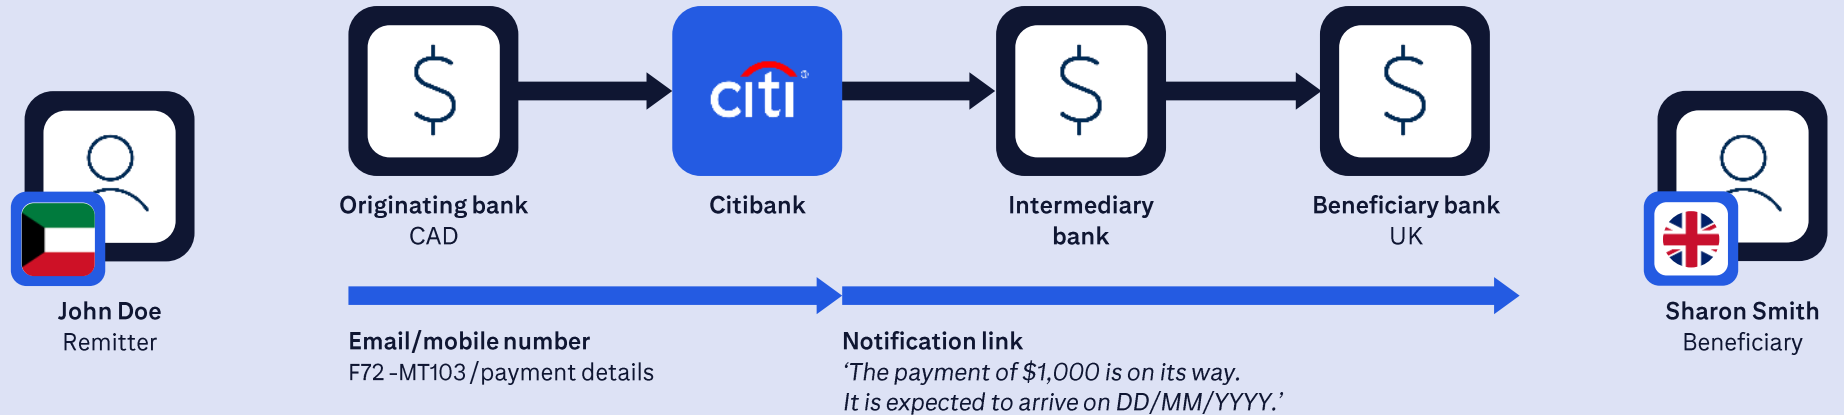 citi®
Originating bank
CAD
Citibank
Intermediary
bank
Beneficiary bank
UK
John Doe
Remitter
Email/mobile number
F72 -MT103/payment details
Notification link
‘The payment of $1,000 is on its way.
It is expected to arrive on DD/MM/YYYY.’
Sharon Smith
Beneficiary